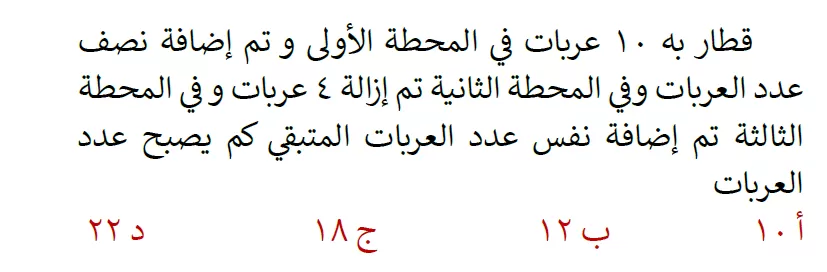 قطار به ١٠ عربات في المحطة الأولى و تم إضافة نصف
عدد العربات وفي المحطة الثانية تم إزالة ٤ عربات و في المحطة
الثالثة تم إضافة نفس عدد العربات المتبقي كم يصبح عدد
العربات
أ ١٠ ب ١٢ ج ١٨ د ٢٢